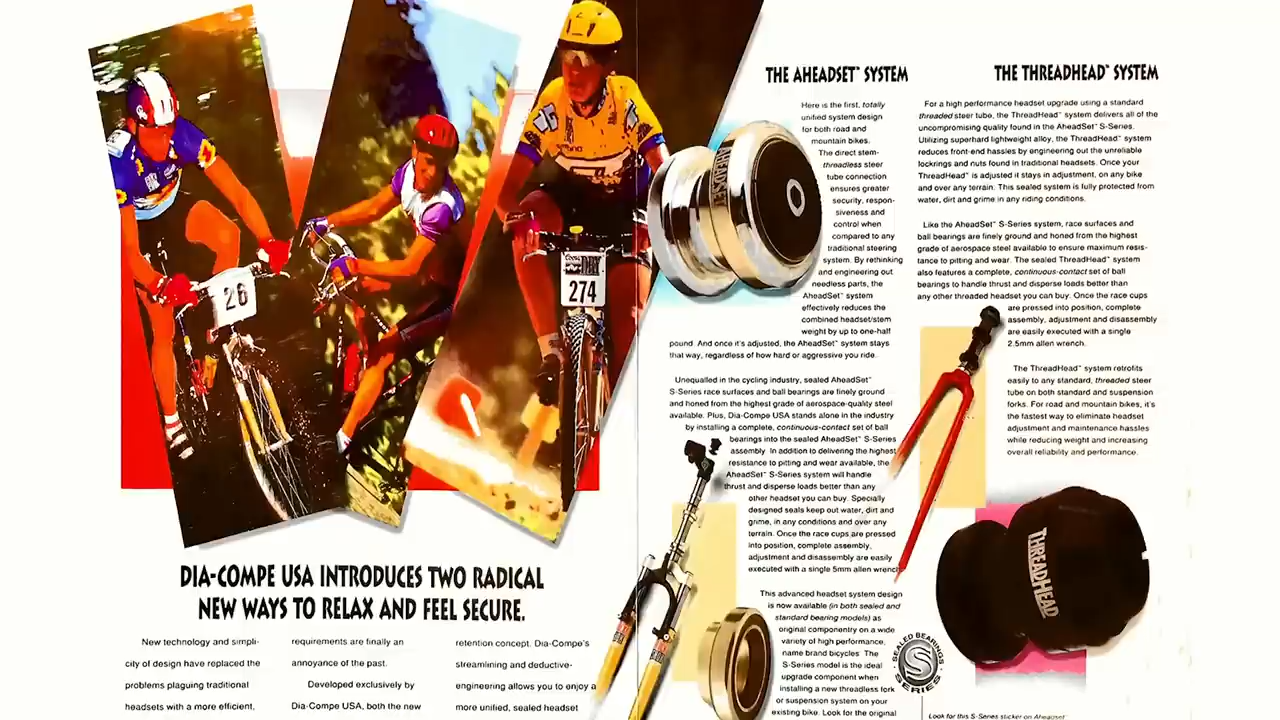 DIA-COMPE USA INTRODUCES TWO RADICAL
NEW WAYS TO RELAX AND FEEL SECURE.
New technology and simpli-
city of design have replaced the
problems plaguing traditional
headsets with a more efficient,
requirements are finally an
annoyance of the past.
Developed exclusively by
Dia-Compe USA, both the new
retention concept. Dia-Compe's
streamlining and deductive-
engineering allows you to enjoy a
more unified, sealed headset
26
274
THE AHEADSET™ SYSTEM
Here is the first, totally
unified system design
for both road and
mountain bikes.
The direct stem-
threadless steer
tube connection
ensures greater
security, respon-
siveness and
control when
compared to any
traditional steering
system. By rethinking
and engineering out
needless parts, the
AheadSet™ system
effectively reduces the
combined headset/stem
weight by up to one-half
pound. And once it's adjusted, the AheadSet™ system stays
that way, regardless of how hard or aggressive you ride.
Unequalled in the cycling industry, sealed AheadSet™
S-Series race surfaces and ball bearings are finely ground
and honed from the highest grade of aerospace-quality steel
available. Plus, Dia-Compe USA stands alone in the industry
by installing a complete, continuous-contact set of ball
bearings into the sealed AheadSet™ S-Series
assembly. In addition to delivering the highest
resistance to pitting and wear available, the
AheadSet™ S-Series system will handle
thrust and disperse loads better than any
other headset you can buy. Specially
designed seals keep out water, dirt and
grime, in any conditions and over any
terrain. Once the race cups are pressed
into position, complete assembly,
adjustment and disassembly are easily
executed with a single 5mm allen wrench
This advanced headset system design
is now available (in both sealed and
standard bearing models) as
original componentry on a wide
variety of high performance,
name brand bicycles. The
S-Series model is the ideal
upgrade component when
installing a new threadless fork
or suspension system on your
existing bike. Look for the original
AHEADSET
THE THREADHEAD™ SYSTEM
For a high performance headset upgrade using a standard
threaded steer tube, the ThreadHead™ system delivers all of the
uncompromising quality found in the AheadSet™ S-Series.
Utilizing superhard lightweight alloy, the ThreadHead™ system
reduces front-end hassles by engineering out the unreliable
lockrings and nuts found in traditional headsets. Once your
ThreadHead™ is adjusted it stays in adjustment, on any bike
and over any terrain. This sealed system is fully protected from
water, dirt and grime in any riding conditions.
Like the AheadSet™ S-Series system, race surfaces and
ball bearings are finely ground and honed from the highest
grade of aerospace steel available to ensure maximum resis-
tance to pitting and wear. The sealed ThreadHead™ system
also features a complete, continuous-contact set of ball
bearings to handle thrust and disperse loads better than
any other threaded headset you can buy. Once the race cups
are pressed into position, complete
assembly, adjustment and disassembly
are easily executed with a single
2.5mm allen wrench.
The ThreadHead™ system retrofits
easily to any standard, threaded steer
tube on both standard and suspension
forks. For road and mountain bikes, it's
the fastest way to eliminate headset
adjustment and maintenance hassles
while reducing weight and increasing
overall reliability and performance.
THREADHEAD
SEALED BEARINGS
S
SERIES
Look for this S-Series sticker on Aheadset™